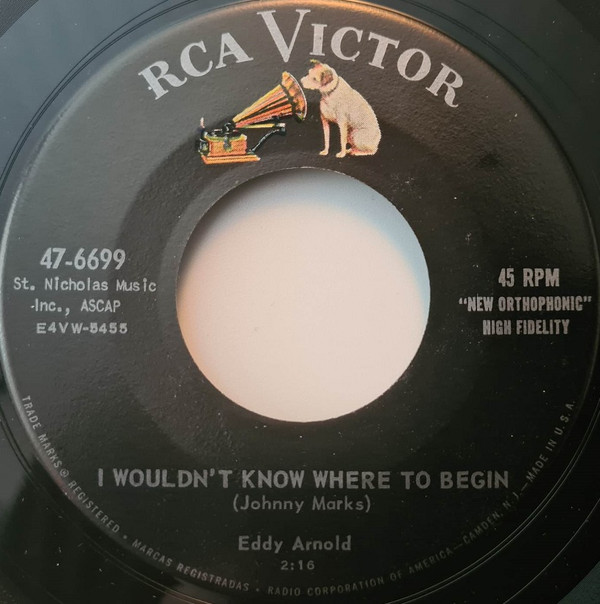 RCA VICTOR
47-6699
St. Nicholas Music
Inc., ASCAP
E4VW-5455
45 RPM
"NEW ORTHOPHONIC"
HIGH FIDELITY
I WOULDN'T KNOW WHERE TO BEGIN
(Johnny Marks)
Eddy Arnold
2:16
TRADE MARKS ® REGISTERED • MARCAS REGISTRADAS • RADIO CORPORATION OF AMERICA—CAMDEN, N. J.—MADE IN U. S. A.